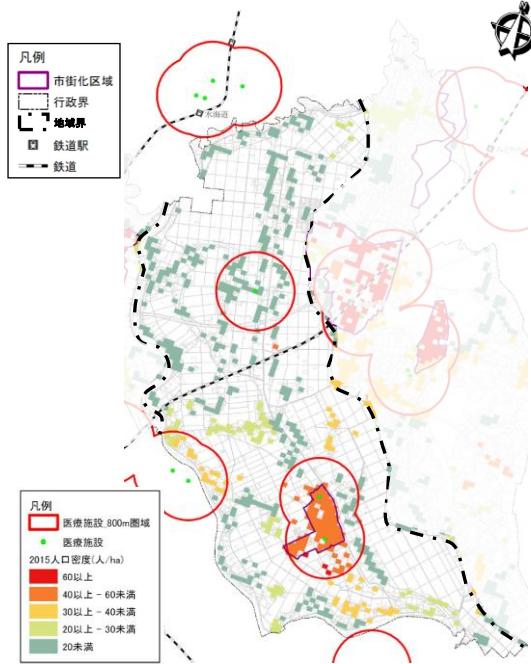 凡例
市街化区域
行政界
地域界
鉄道駅
鉄道
水海道
凡例
医療施設_800m圏域
医療施設
2015人口密度(人/ha)
60以上
40以上 - 60未満
30以上 - 40未満
20以上 - 30未満
20未満